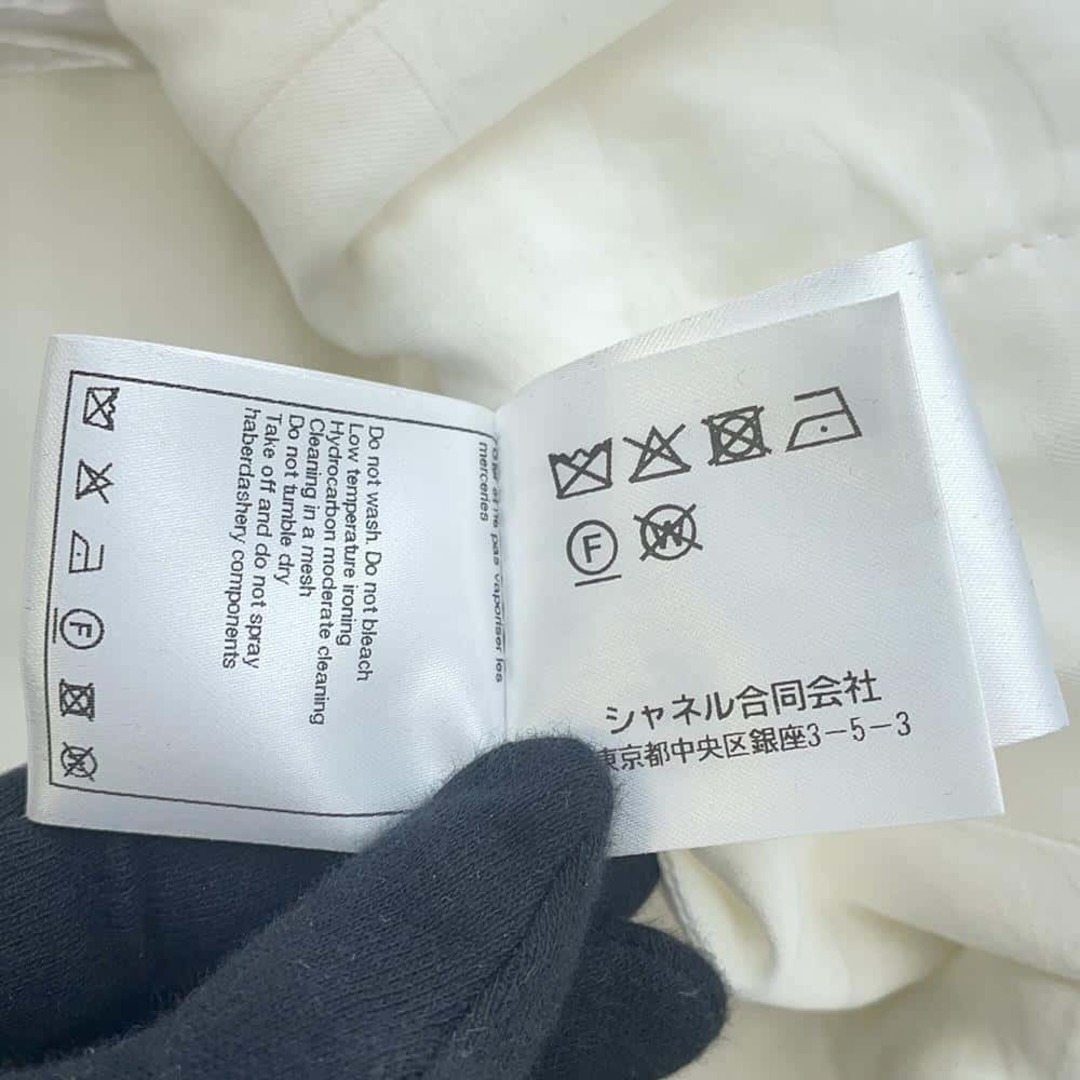 pas vaporiser les
merceries
Do not wash. Do not bleach
Low temperature ironing
Hydrocarbon moderate cleaning
Cleaning in a mesh
Do not tumble dry
Take off and do not spray
haberdashery components
F
W
F
W
シャネル合同会社
東京都中央区銀座3-5-3